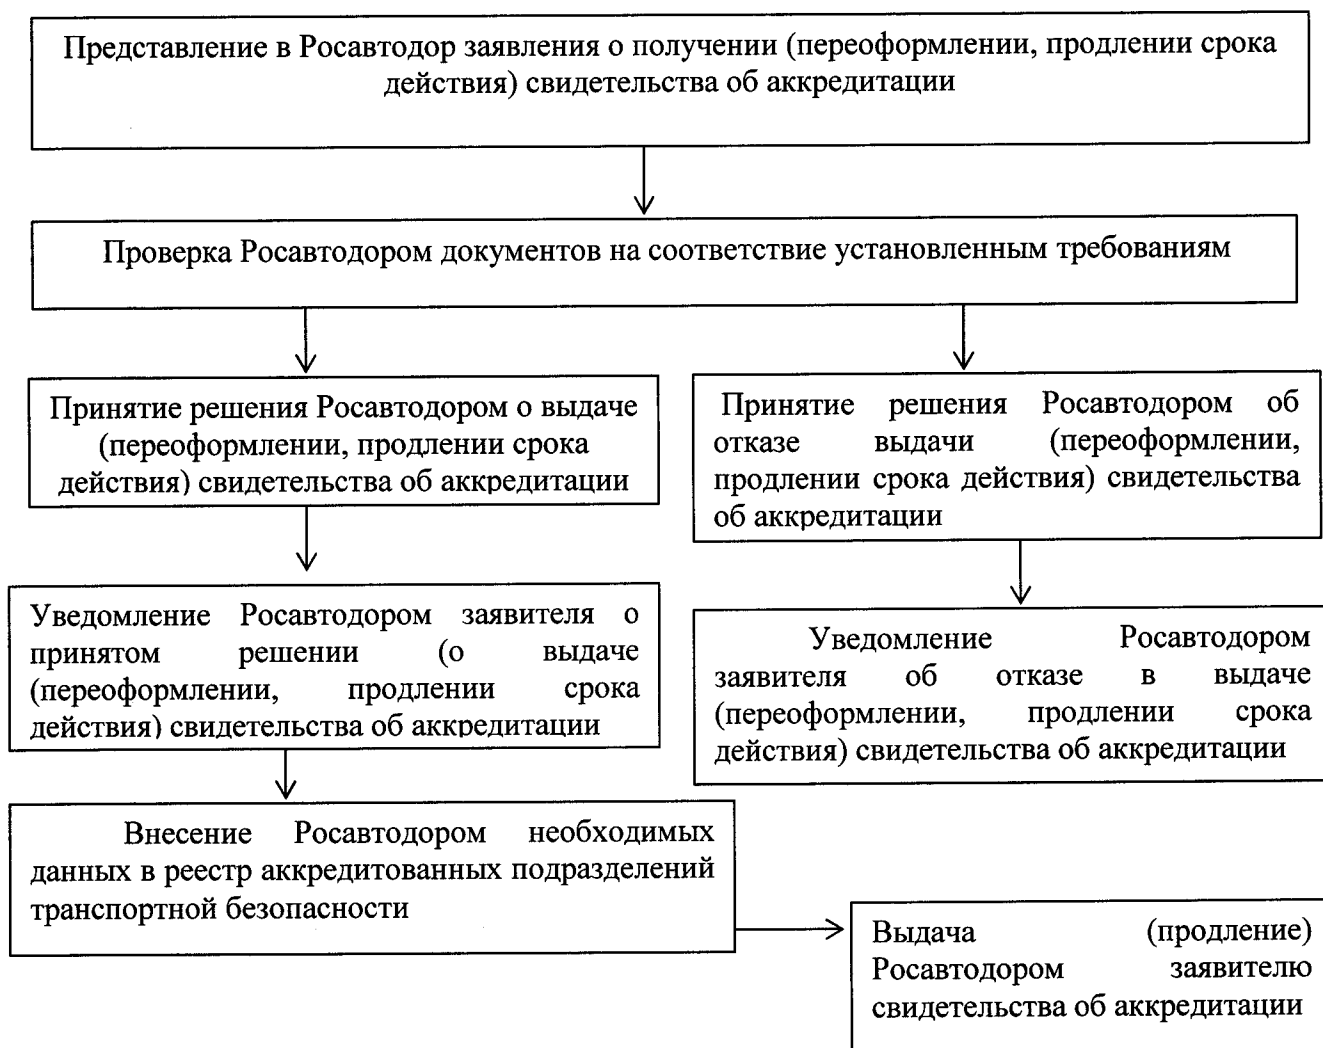 Представление в Росавтодор заявления о получении (переоформлении, продлении срока
действия) свидетельства об аккредитации
Проверка Росавтодором документов на соответствие установленным требованиям
Принятие решения Росавтодором о выдаче
(переоформлении, продлении срока
действия) свидетельства об аккредитации
Принятие решения Росавтодором об
отказе выдачи (переоформлении,
продлении срока действия) свидетельства
об аккредитации
Уведомление Росавтодором заявителя о
принятом решении (о выдаче
(переоформлении, продлении срока
действия) свидетельства об аккредитации
Уведомление Росавтодором
заявителя об отказе в выдаче
(переоформлении, продлении срока
действия) свидетельства об аккредитации
Внесение Росавтодором необходимых
данных в реестр аккредитованных подразделений
транспортной безопасности
Выдача (продление)
Росавтодором заявителю
свидетельства об аккредитации